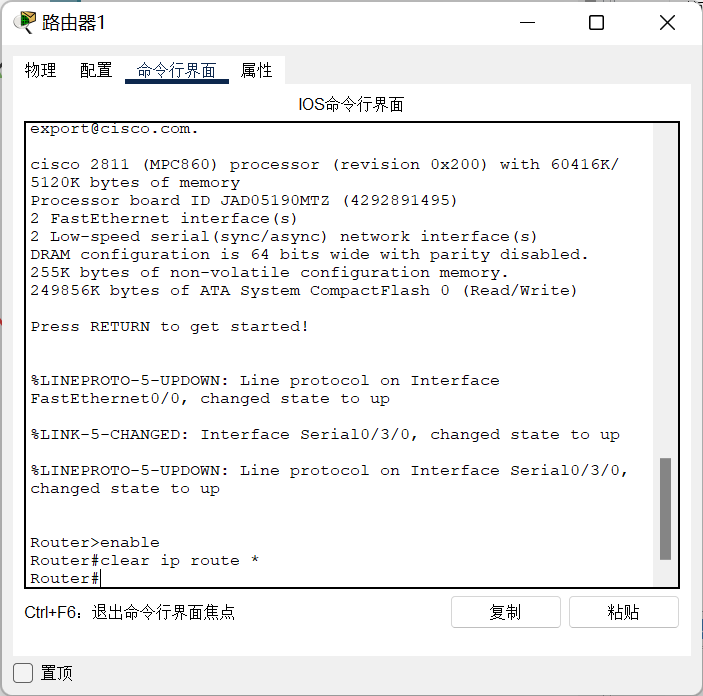 路由器1
物理 配置 命令行界面 属性
IOS命令行界面
export@cisco.com.
cisco 2811 (MPC860) processor (revision 0x200) with 60416K/
5120K bytes of memory
Processor board ID JAD05190MTZ (4292891495)
2 FastEthernet interface(s)
2 Low-speed serial(sync/async) network interface(s)
DRAM configuration is 64 bits wide with parity disabled.
255K bytes of non-volatile configuration memory.
249856K bytes of ATA System CompactFlash 0 (Read/Write)
Press RETURN to get started!
%LINEPROTO-5-UPDOWN: Line protocol on Interface
FastEthernet0/0, changed state to up
%LINK-5-CHANGED: Interface Serial0/3/0, changed state to up
%LINEPROTO-5-UPDOWN: Line protocol on Interface Serial0/3/0,
changed state to up
Router>enable
Router#clear ip route *
Router#
Ctrl+F6：退出命令行界面焦点 复制 粘贴
置顶